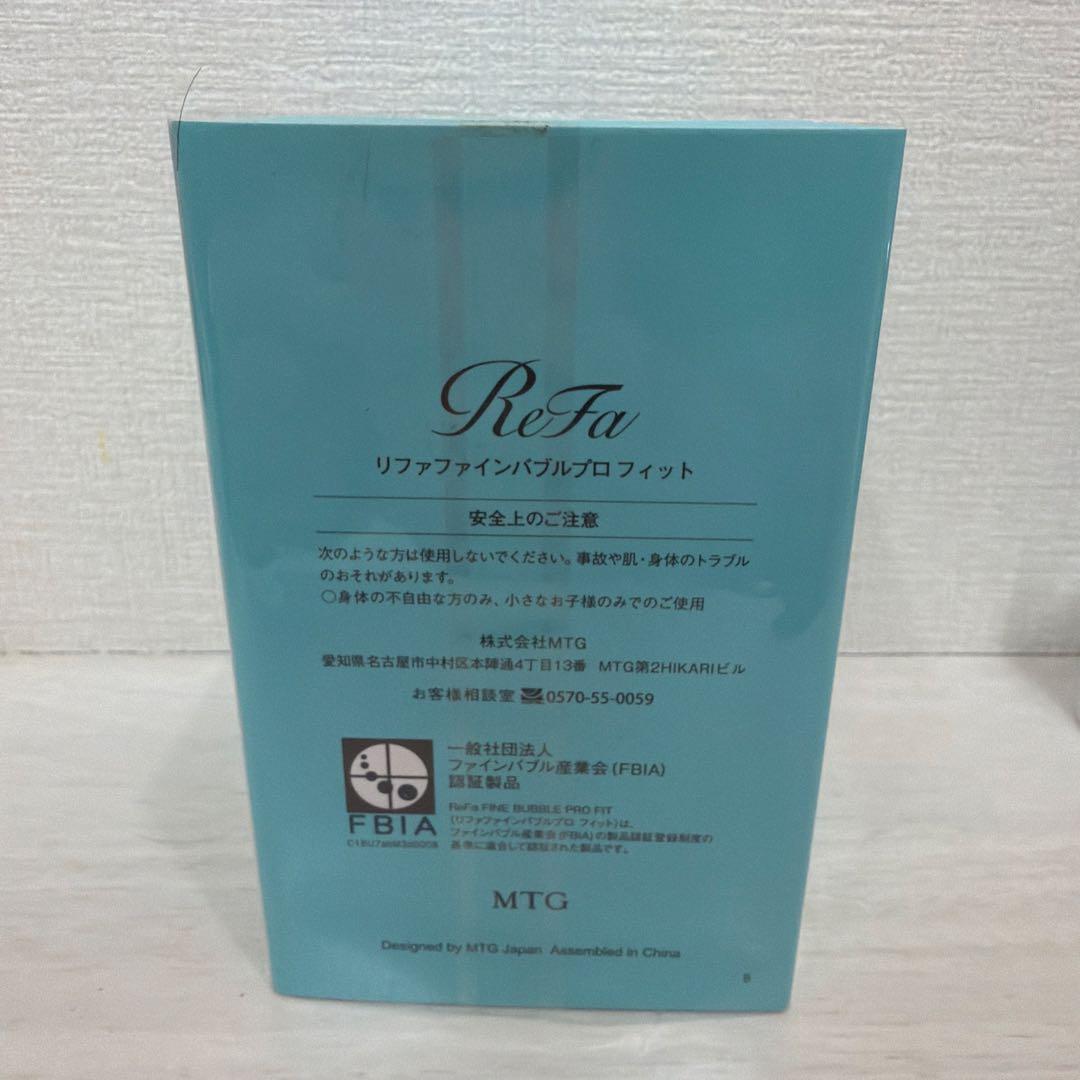 ReFa
リファファインバブルプロ フィット
安全上のご注意
次のような方は使用しないでください。事故や肌・身体のトラブル
のおそれがあります。
○身体の不自由な方のみ、小さなお子様のみでのご使用
株式会社MTG
愛知県名古屋市中村区本陣通4丁目13番 MTG第2HIKARIビル
お客様相談室 0570-55-0059
一般社団法人
ファインバブル産業会(FBIA)
認証製品
FBIA
ReFa FINE BUBBLE PRO FIT
(リファファインバブルプロ フィット)は、
ファインバブル産業会(FBIA)の製品認証登録制度の
基準に適合して認証された製品です。
MTG
Designed by MTG Japan Assembled in China
B